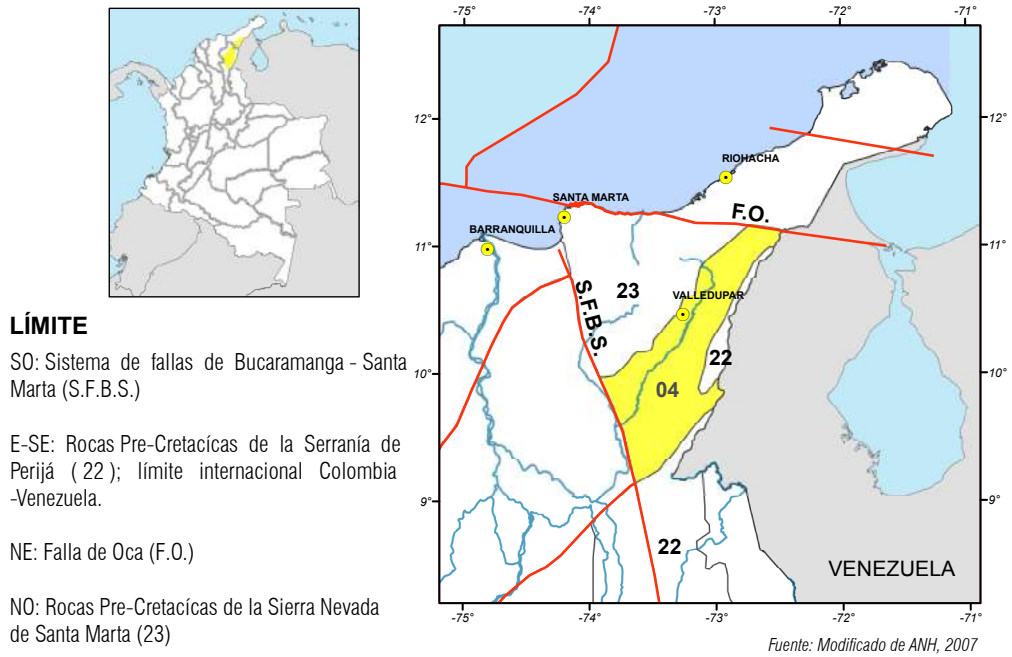 -75°
-74°
-73°
-72°
-71°
12°
12°
RIOHACHA
SANTA MARTA
F.O.
BARRANQUILLA
11°
11°
S.F.B.S.
23
VALLEDUPAR
LÍMITE
SO: Sistema de fallas de Bucaramanga - Santa
Marta (S.F.B.S.)
22
10°
10°
04
E-SE: Rocas Pre-Cretacícas de la Serranía de
Perijá ( 22 ); límite internacional Colombia
-Venezuela.
9°
9°
NE: Falla de Oca (F.O.)
22
VENEZUELA
NO: Rocas Pre-Cretacícas de la Sierra Nevada
de Santa Marta (23)
-75°
-74°
-73°
-72°
-71°
Fuente: Modificado de ANH, 2007